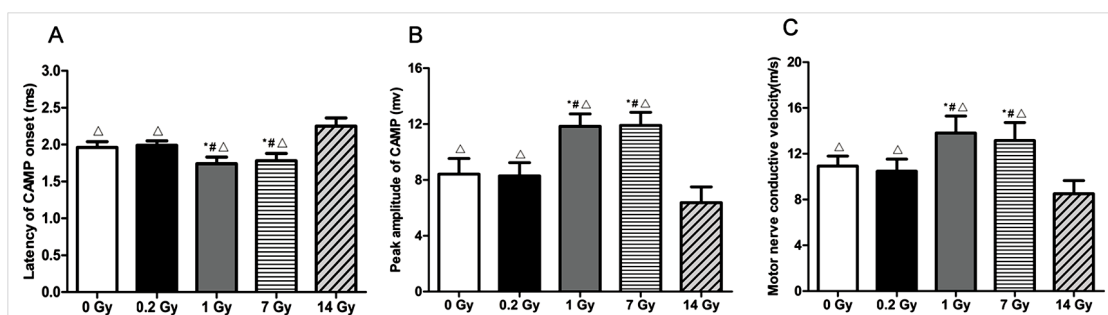 A
Latency of CAMP onset (ms)
3.0
2.5
2.0
1.5
1.0
0.5
0.0
△
△
*#△
*#△
0 Gy
0.2 Gy
1 Gy
7 Gy
14 Gy
B
Peak amplitude of CAMP (mv)
16
12
8
4
0
△
△
*#△
*#△
0 Gy
0.2 Gy
1 Gy
7 Gy
14 Gy
C
Motor nerve conductive velocity(m/s)
20
16
12
8
4
0
△
△
*#△
*#△
0 Gy
0.2 Gy
1 Gy
7 Gy
14 Gy